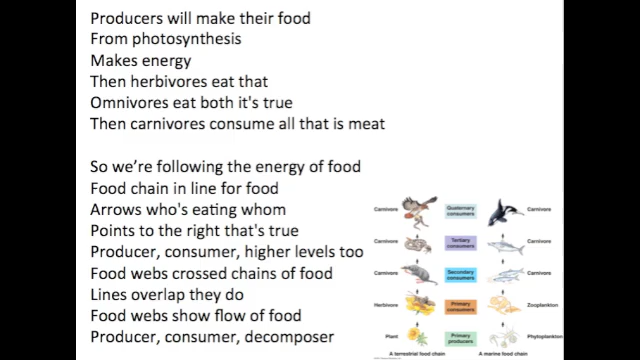 Producers will make their food
From photosynthesis
Makes energy
Then herbivores eat that
Omnivores eat both it's true
Then carnivores consume all that is meat
So we're following the energy of food
Food chain in line for food
Arrows who's eating whom
Points to the right that's true
Producer, consumer, higher levels too
Food webs crossed chains of food
Lines overlap they do
Food webs show flow of food
Producer, consumer, decomposer
Carnivore
Quaternary
consumers
Carnivore
Carnivore
Tertiary
consumers
Carnivore
Carnivore
Secondary
consumers
Carnivore
Herbivore
Primary
consumers
Zooplankton
Plant
Primary
producers
Phytoplankton
A terrestrial food chain
A marine food chain